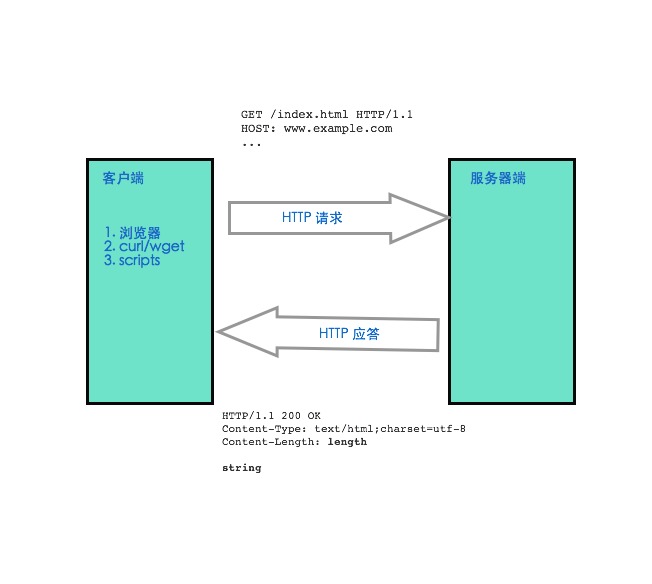 GET /index.html HTTP/1.1
HOST: www.example.com
...
客户端
服务器端
HTTP 请求
1. 浏览器
2. curl/wget
3. scripts
HTTP 应答
HTTP/1.1 200 OK
Content-Type: text/html;charset=utf-8
Content-Length: length
string